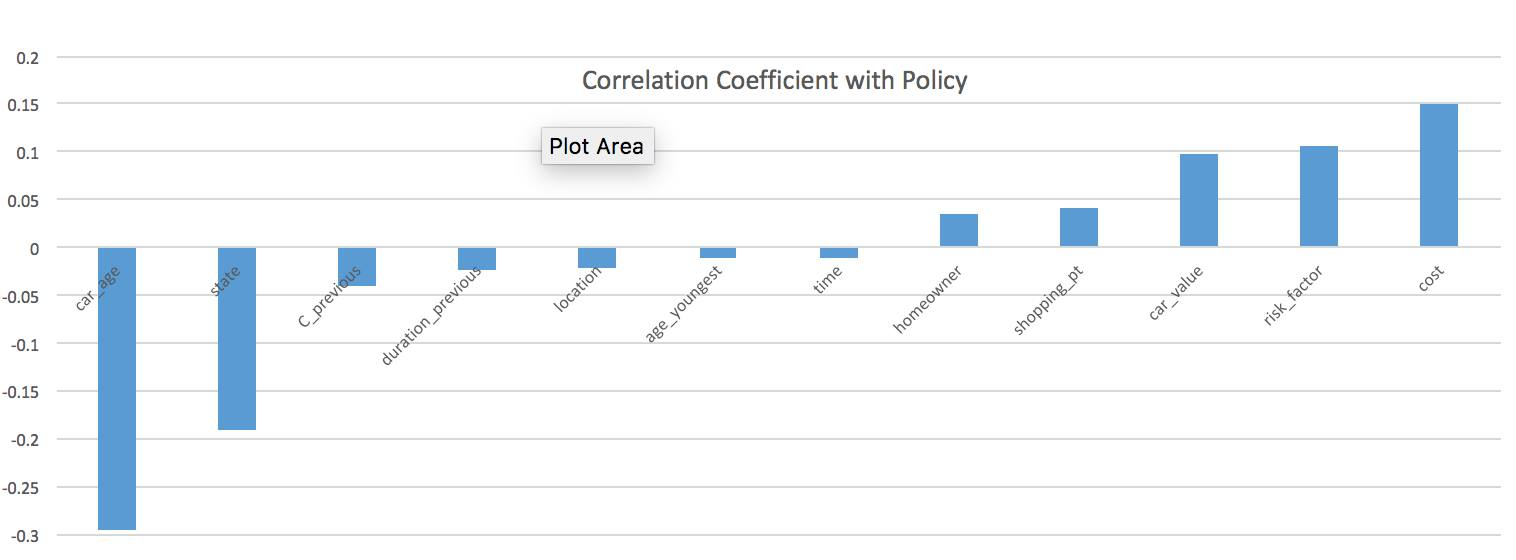 0.2
Correlation Coefficient with Policy
0.15
Plot Area
0.1
0.05
0
-0.05
-0.1
-0.15
-0.2
-0.25
-0.3
car_age
state
C_previous
duration_previous
location
age_youngest
time
homeowner
shopping_pt
car_value
risk_factor
cost